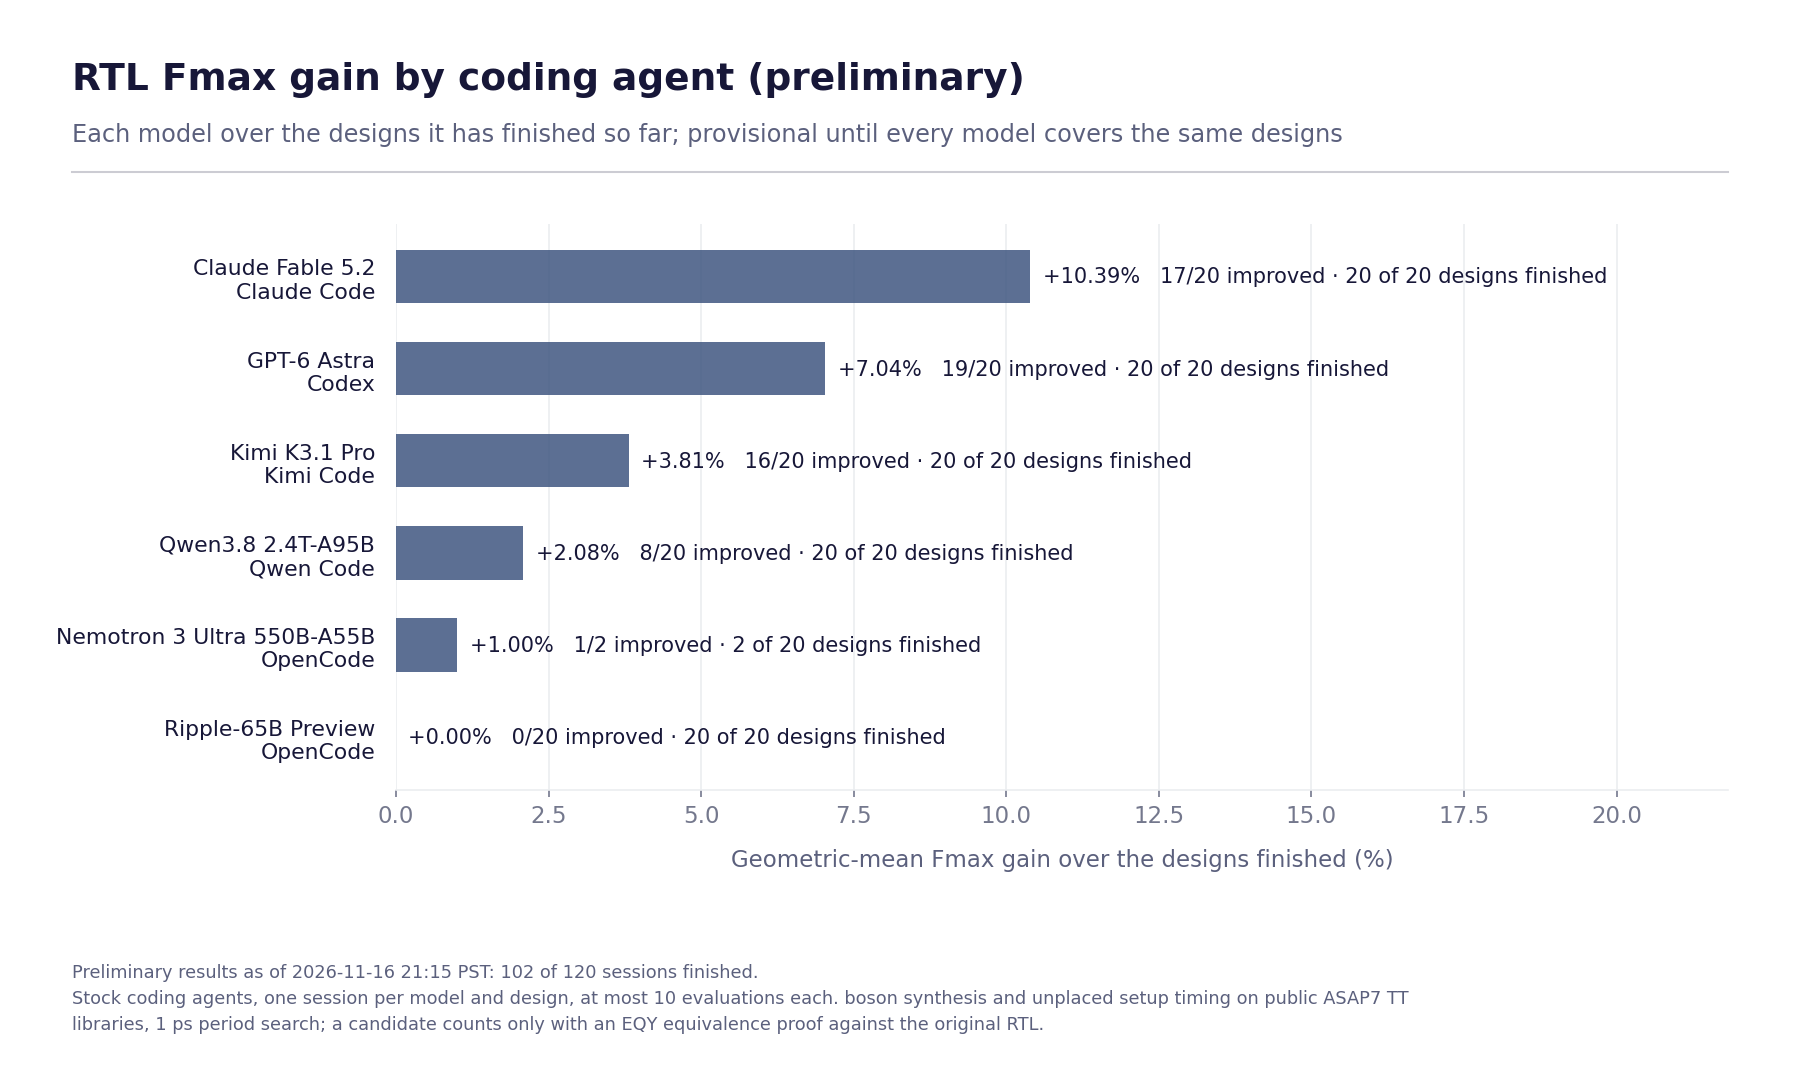 RTL Fmax gain by coding agent (preliminary)
Each model over the designs it has finished so far; provisional until every model covers the same designs
Claude Fable 5.2
Claude Code
+10.39% 17/20 improved · 20 of 20 designs finished
GPT-6 Astra
Codex
+7.04% 19/20 improved · 20 of 20 designs finished
Kimi K3.1 Pro
Kimi Code
+3.81% 16/20 improved · 20 of 20 designs finished
Qwen3.8 2.4T-A95B
Qwen Code
+2.08% 8/20 improved · 20 of 20 designs finished
Nemotron 3 Ultra 550B-A55B
OpenCode
+1.00% 1/2 improved · 2 of 20 designs finished
Ripple-65B Preview
OpenCode
+0.00% 0/20 improved · 20 of 20 designs finished
0.0 2.5 5.0 7.5 10.0 12.5 15.0 17.5 20.0
Geometric-mean Fmax gain over the designs finished (%)
Preliminary results as of 2026-11-16 21:15 PST: 102 of 120 sessions finished.
Stock coding agents, one session per model and design, at most 10 evaluations each. boson synthesis and unplaced setup timing on public ASAP7 TT
libraries, 1 ps period search; a candidate counts only with an EQY equivalence proof against the original RTL.